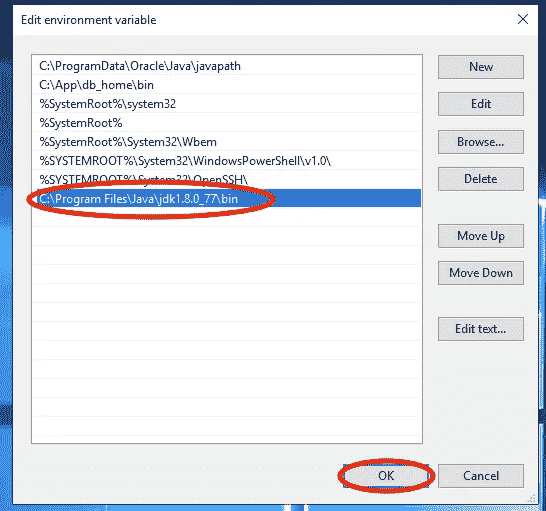 Edit environment variable
C:\ProgramData\Oracle\Java\javapath
C:\App\db_home\bin
%SystemRoot%\system32
%SystemRoot%
%SystemRoot%\System32\Wbem
%SYSTEMROOT%\System32\WindowsPowerShell\v1.0\
%SYSTEMROOT%\System32\OpenSSH\
C:\Program Files\Java\jdk1.8.0_77\bin
New
Edit
Browse...
Delete
Move Up
Move Down
Edit text...
OK
Cancel